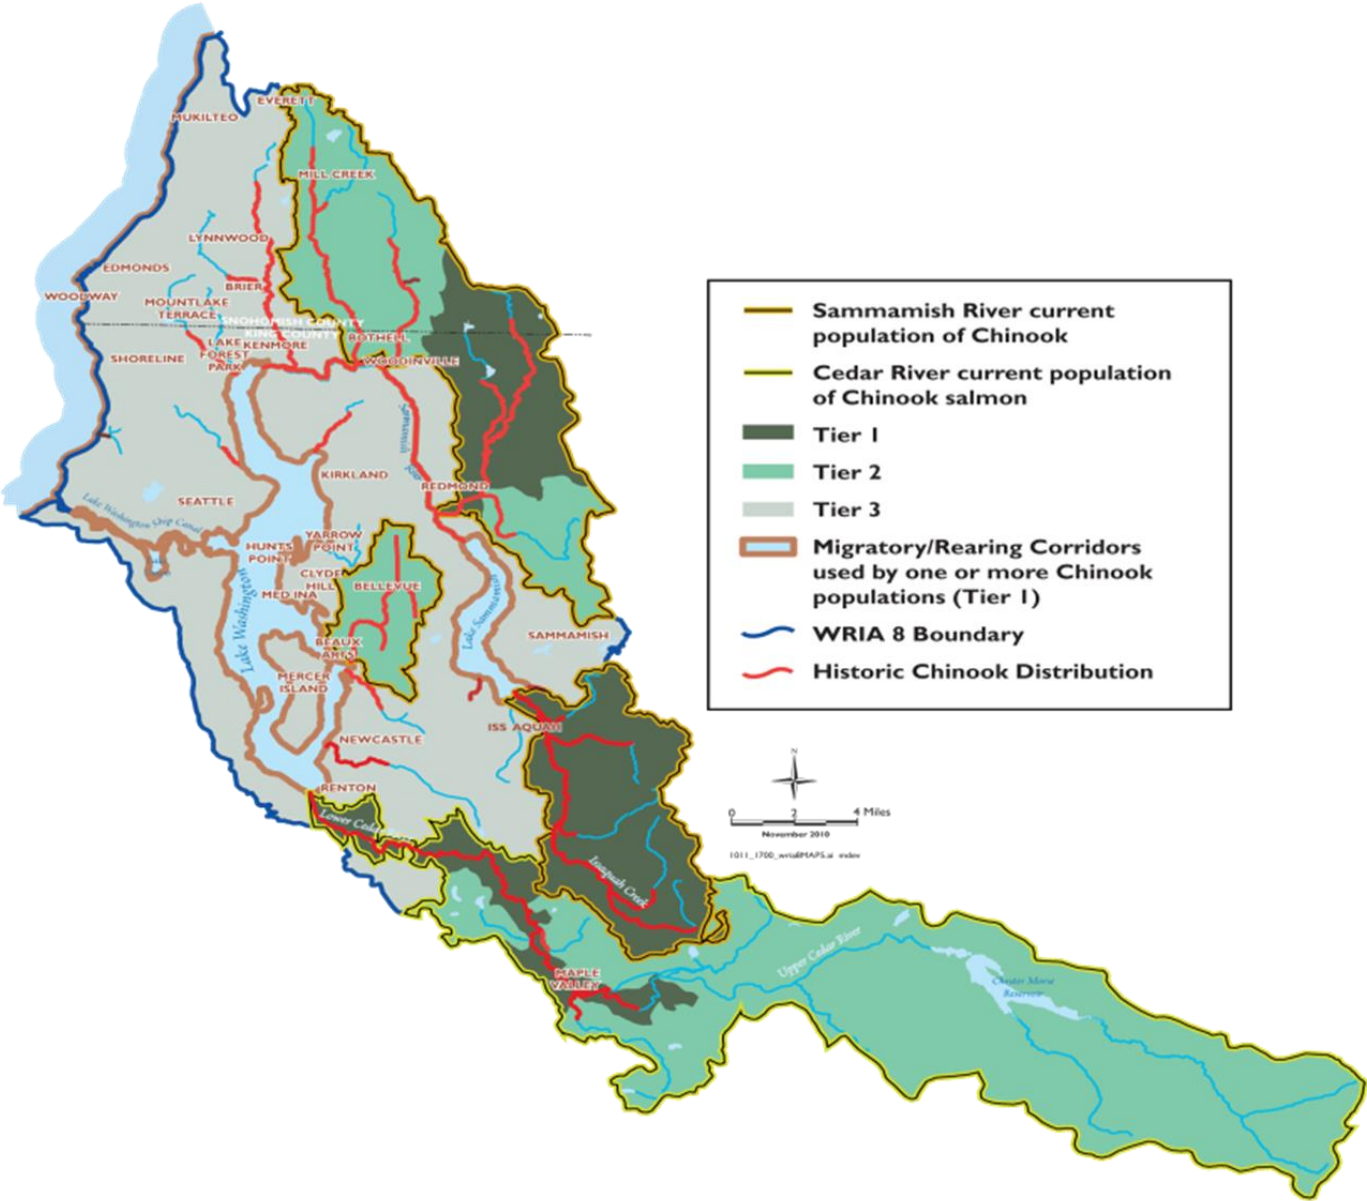 EVERETT
MUKILTEO
MILL CREEK
LYNNWOOD
EDMONDS
BRIER
WOODWAY
MOUNTLAKE
TERRACE
SNOHOMISH COUNTY
KING COUNTY
BOTHELL
LAKE
FOREST
PARK
KENMORE
SHORELINE
WOODINVILLE
KIRKLAND
REDMOND
SEATTLE
Lake Washington Ship Canal
YARROW
POINT
HUNTS
POINT
CLYDE
HILL
MEDINA
BELLEVUE
Lake Washington
Lake Sammamish
SAMMAMISH
BEAUX
ARTS
MERCER
ISLAND
ISSAQUAH
NEWCASTLE
RENTON
Lower Cedar River
Issaquah Creek
MAPLE
VALLEY
Upper Cedar River
Chester Morse
Reservoir
Sammamish River current
population of Chinook
Cedar River current population
of Chinook salmon
Tier 1
Tier 2
Tier 3
Migratory/Rearing Corridors
used by one or more Chinook
populations (Tier 1)
WRIA 8 Boundary
Historic Chinook Distribution
N
0 2 4 Miles
November 2010